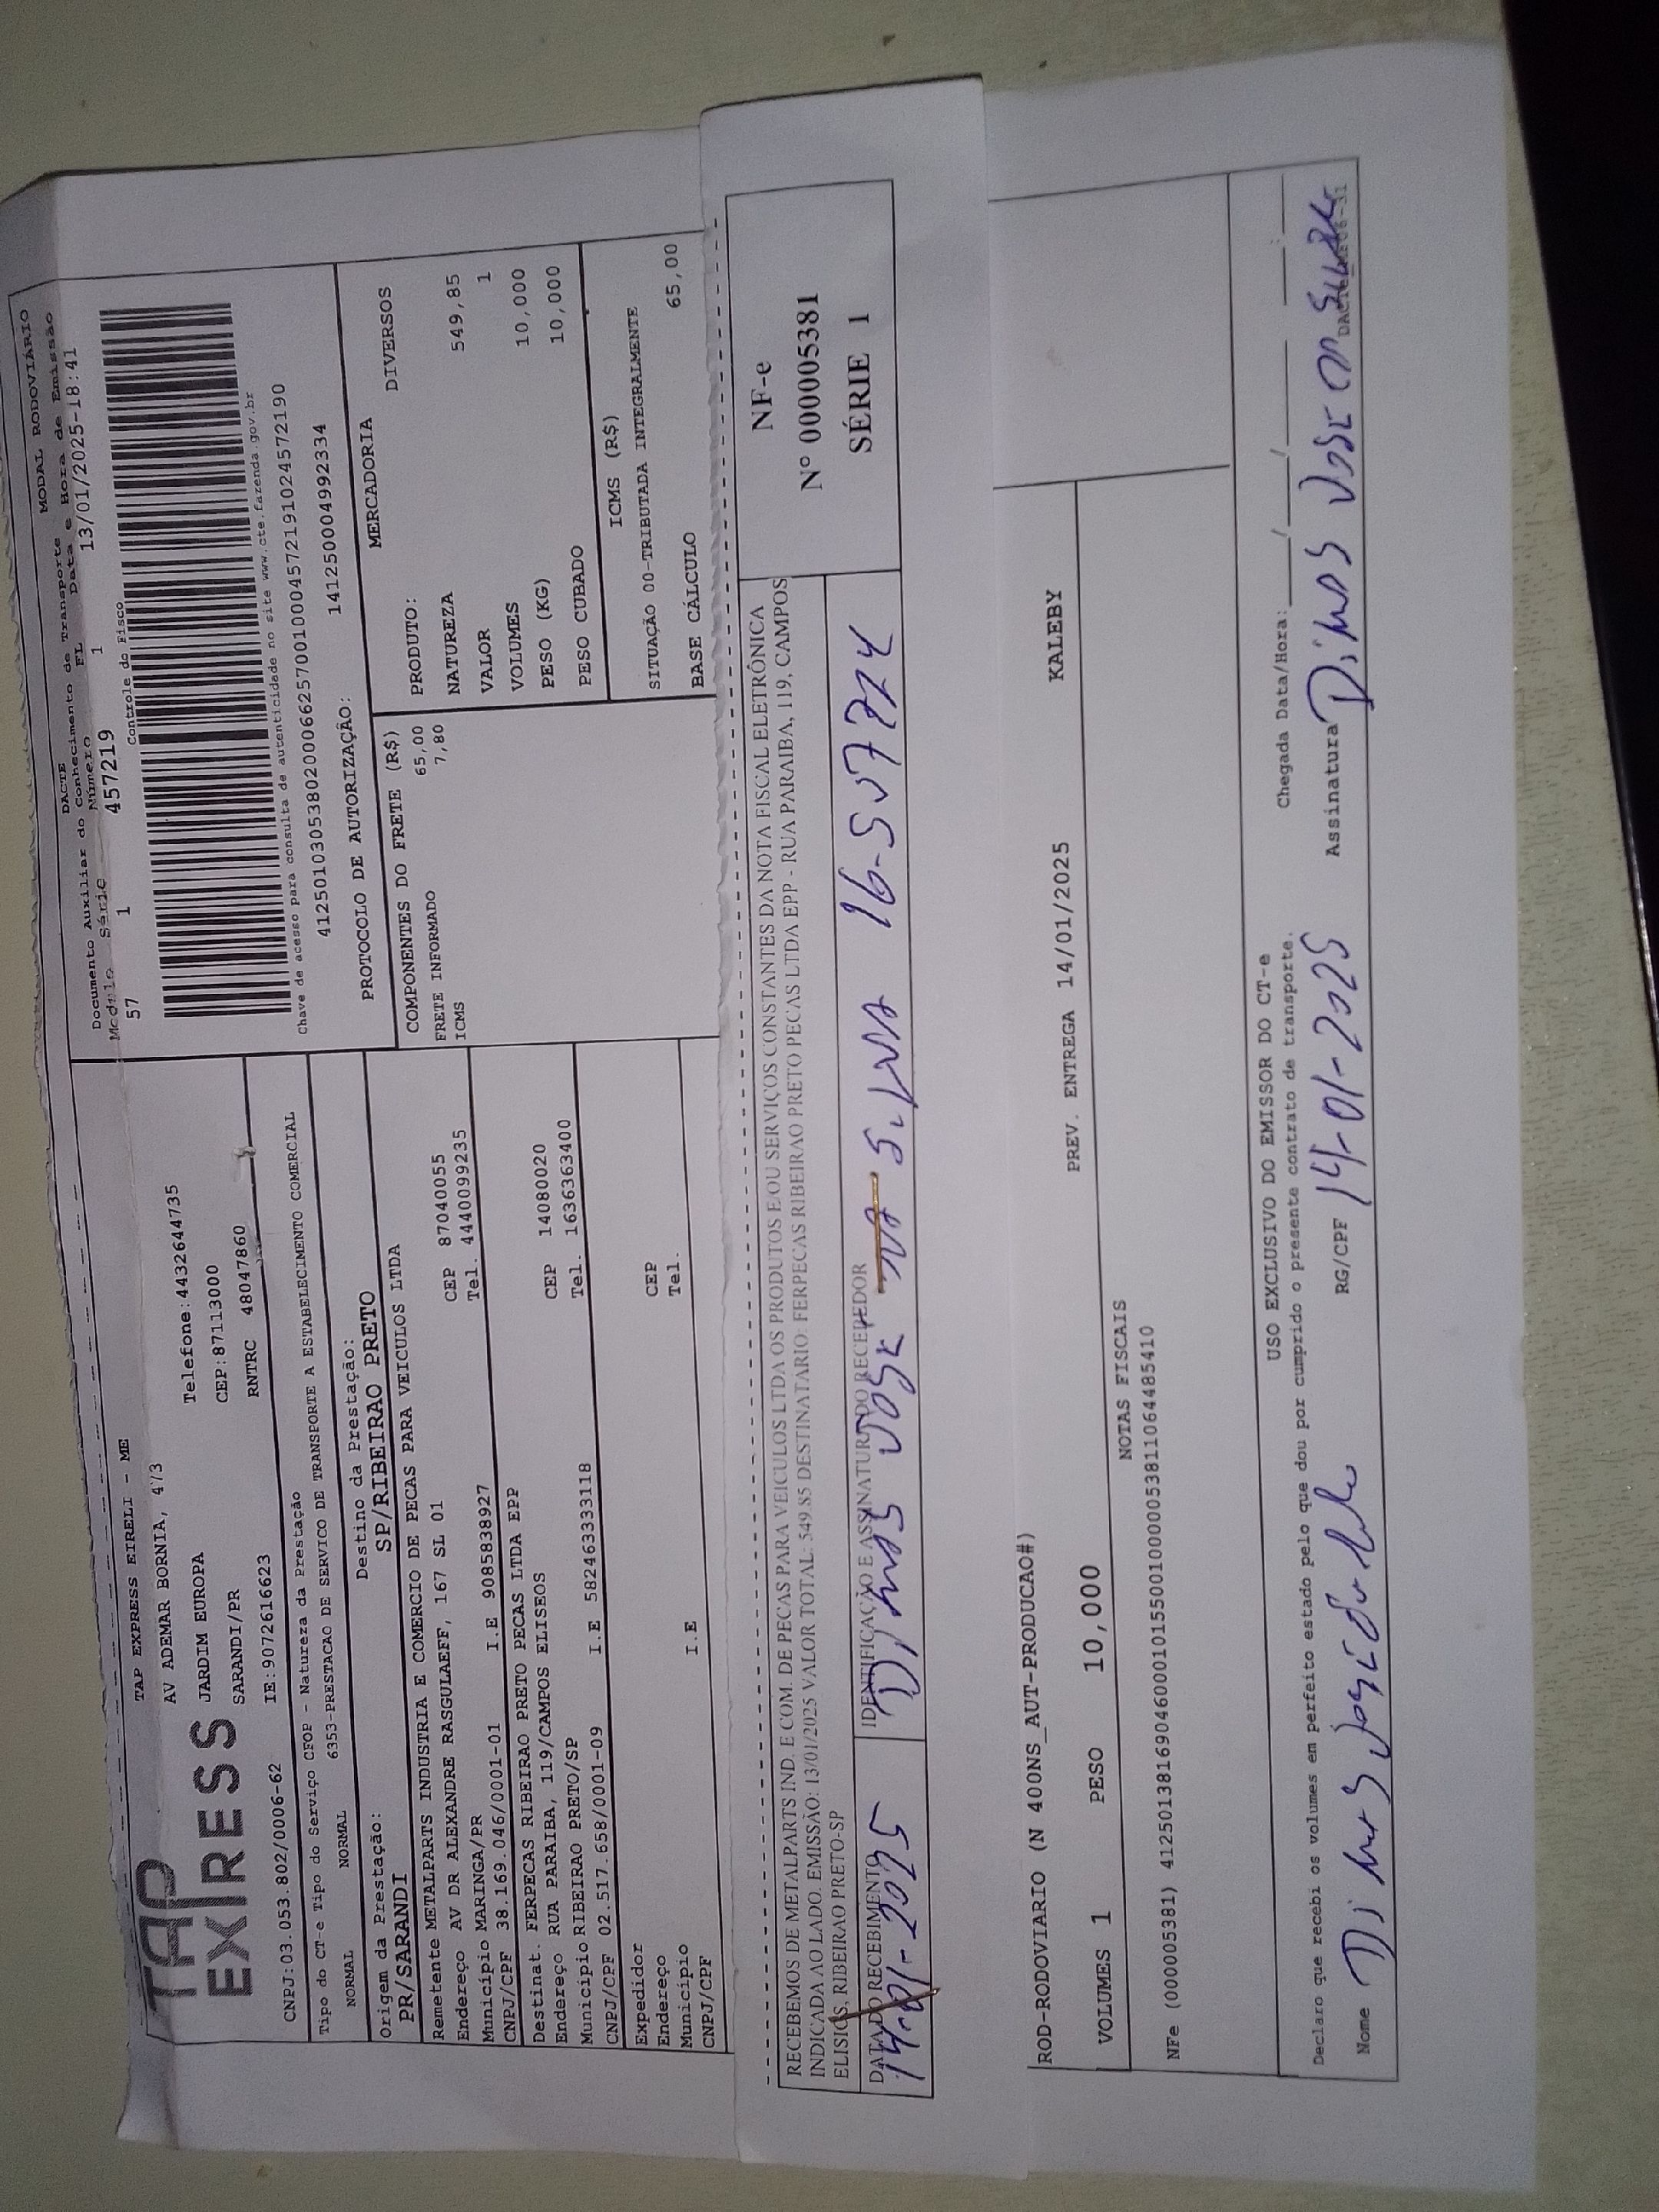 TAP EXPRESS
TAP EXPRESS EIRELI - ME
AV ADEMAR BORNIA, 473
JARDIM EUROPA
SARANDI/PR
Telefone:4432644735
CEP:87113000
CNPJ:03.053.802/0006-62 IE:9072616623 RNTRC 48047860
DACTE MODAL RODOVIÁRIO
Documento Auxiliar do Conhecimento de Transporte
Modelo Série Número FL Data e Hora de Emissão
57 1 457219 1 13/01/2025-18:41
Controle do Fisco
Chave de acesso para consulta de autenticidade no site www.cte.fazenda.gov.br
41250103053802000662570010004572191024572190
PROTOCOLO DE AUTORIZAÇÃO: 141250004992334
Tipo do CT-e Tipo do Serviço CFOP - Natureza da Prestação
NORMAL NORMAL 6353-PRESTACAO DE SERVICO DE TRANSPORTE A ESTABELECIMENTO COMERCIAL
Origem da Prestação: Destino da Prestação:
PR/SARANDI SP/RIBEIRAO PRETO
Remetente METALPARTS INDUSTRIA E COMERCIO DE PECAS PARA VEICULOS LTDA
Endereço AV DR ALEXANDRE RASGULAEFF, 167 SL 01
Município MARINGA/PR CEP 87040055
CNPJ/CPF 38.169.046/0001-01 I.E 9085838927 Tel. 4440099235
Destinat. FERPECAS RIBEIRAO PRETO PECAS LTDA EPP
Endereço RUA PARAIBA, 119/CAMPOS ELISEOS
Município RIBEIRAO PRETO/SP CEP 14080020
CNPJ/CPF 02.517.658/0001-09 I.E 582463333118 Tel. 163636340​0
Expedidor
Endereço
Município CEP
CNPJ/CPF I.E Tel.
COMPONENTES DO FRETE (R$)
FRETE INFORMADO 65,00
ICMS 7,80
MERCADORIA
PRODUTO: DIVERSOS
NATUREZA
VALOR 549,85
VOLUMES 1
PESO (KG) 10,000
PESO CUBADO 10,000
ICMS (R$)
SITUAÇÃO 00-TRIBUTADA INTEGRALMENTE
BASE CÁLCULO 65,00
RECEBEMOS DE METALPARTS IND. E COM. DE PECAS PARA VEICULOS LTDA OS PRODUTOS E/OU SERVIÇOS CONSTANTES DA NOTA FISCAL ELETRÔNICA
INDICADA AO LADO. EMISSÃO: 13/01/2025 VALOR TOTAL: 549.85 DESTINATÁRIO: FERPECAS RIBEIRAO PRETO PECAS LTDA EPP - RUA PARAIBA, 119, CAMPOS
ELISIOS, RIBEIRAO PRETO-SP
DATA DO RECEBIMENTO IDENTIFICAÇÃO E ASSINATURA DO RECEBEDOR
14-01-2025 Dimas Jose da Silva
NF-e
Nº 000005381
SÉRIE 1
ROD-RODOVIARIO (N 400NS_AUT-PRODUCAO#) PREV. ENTREGA 14/01/2025 KALEBY
VOLUMES 1 PESO 10,000
NOTAS FISCAIS
NFe (000005381) 41250138169046000101550010000053811064485410
USO EXCLUSIVO DO EMISSOR DO CT-e
Declaro que recebi os volumes em perfeito estado pelo que dou por cumprido o presente contrato de transporte. Chegada Data/Hora: __/__/__ __:__
Nome Dimas Jose da Silva RG/CPF 14-01-2025 Assinatura Dimas Jose da Silva